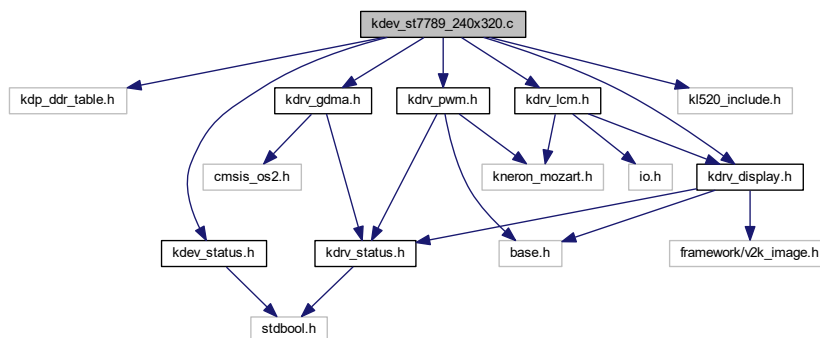 kdev_st7789_240x320.c
kdp_ddr_table.h
kdrv_gdma.h
kdrv_pwm.h
kdrv_lcm.h
kl520_include.h
cmsis_os2.h
kneron_mozart.h
io.h
kdrv_display.h
kdev_status.h
kdrv_status.h
base.h
framework/v2k_image.h
stdbool.h